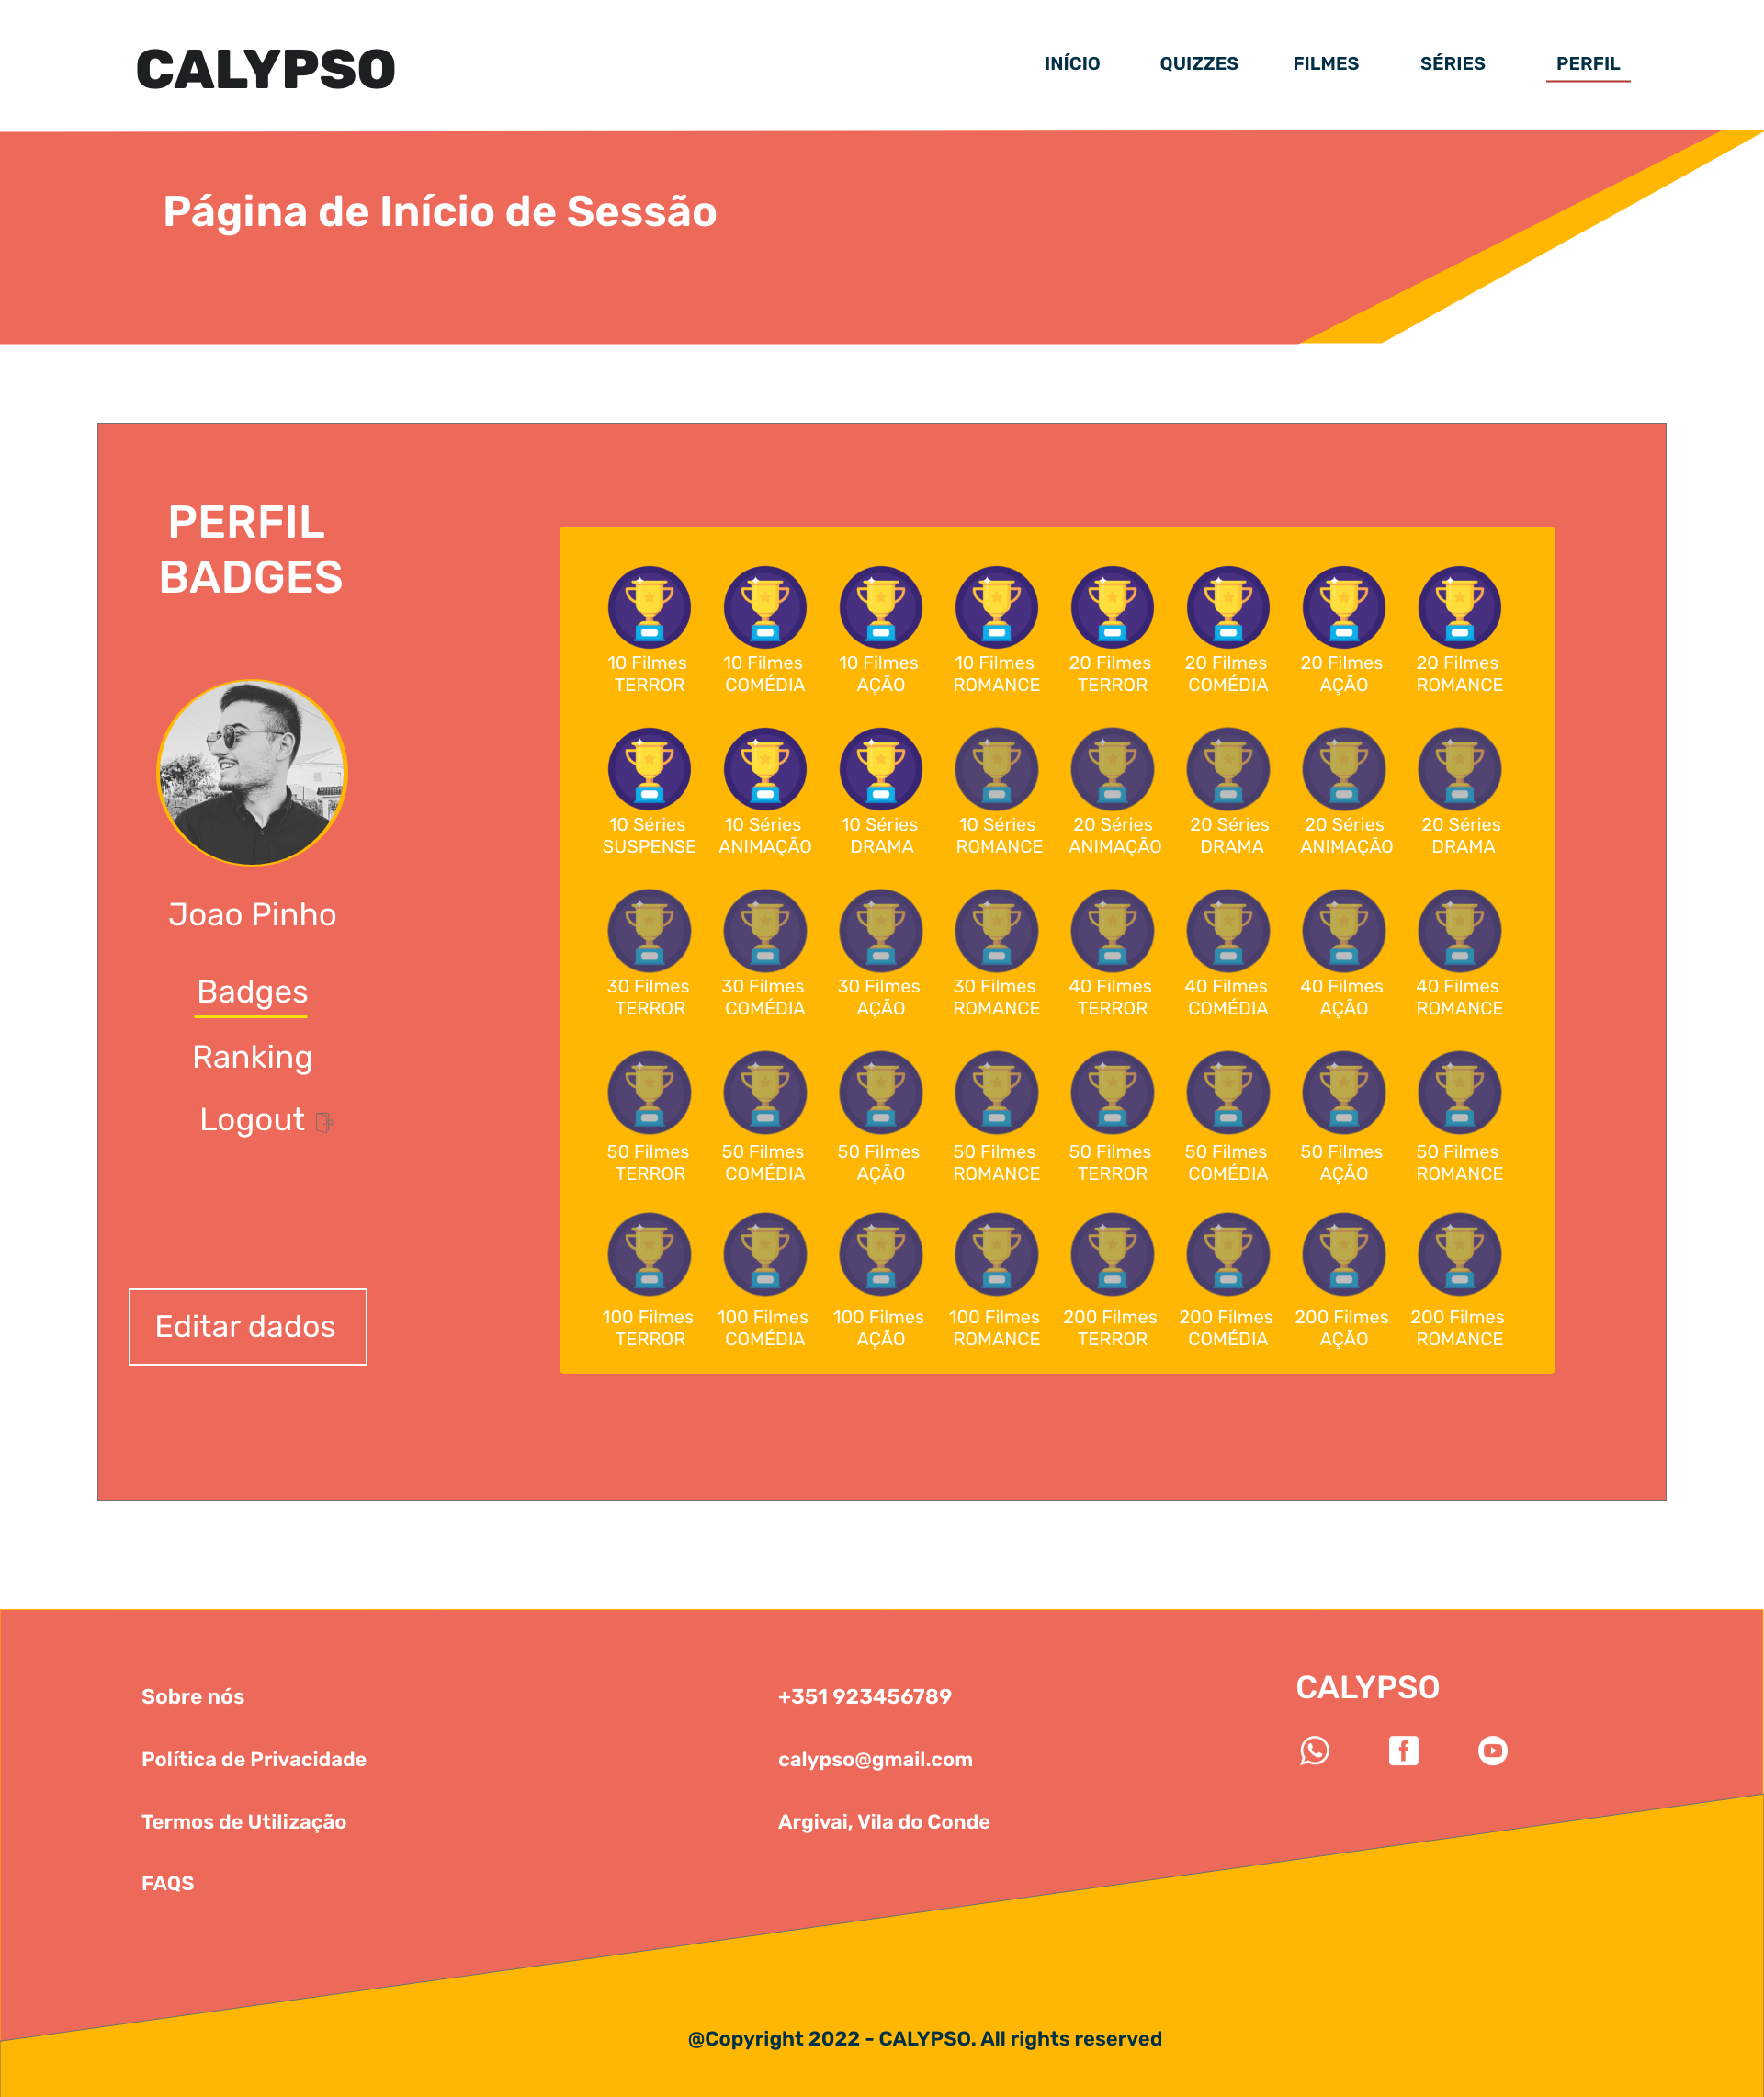 CALYPSO
INÍCIO QUIZZES FILMES SÉRIES PERFIL
Página de Início de Sessão
PERFIL
BADGES
Joao Pinho
Badges
Ranking
Logout
Editar dados
10 Filmes 10 Filmes 10 Filmes 10 Filmes 20 Filmes 20 Filmes 20 Filmes 20 Filmes
TERROR COMÉDIA AÇÃO ROMANCE TERROR COMÉDIA AÇÃO ROMANCE
10 Séries 10 Séries 10 Séries 10 Séries 20 Séries 20 Séries 20 Séries 20 Séries
SUSPENSE ANIMAÇÃO DRAMA ROMANCE ANIMAÇÃO DRAMA ANIMAÇÃO DRAMA
30 Filmes 30 Filmes 30 Filmes 30 Filmes 40 Filmes 40 Filmes 40 Filmes 40 Filmes
TERROR COMÉDIA AÇÃO ROMANCE TERROR COMÉDIA AÇÃO ROMANCE
50 Filmes 50 Filmes 50 Filmes 50 Filmes 50 Filmes 50 Filmes 50 Filmes 50 Filmes
TERROR COMÉDIA AÇÃO ROMANCE TERROR COMÉDIA AÇÃO ROMANCE
100 Filmes 100 Filmes 100 Filmes 100 Filmes 200 Filmes 200 Filmes 200 Filmes 200 Filmes
TERROR COMÉDIA AÇÃO ROMANCE TERROR COMÉDIA AÇÃO ROMANCE
Sobre nós
Política de Privacidade
Termos de Utilização
FAQS
+351 923456789
calypso@gmail.com
Argivai, Vila do Conde
CALYPSO
@Copyright 2022 - CALYPSO. All rights reserved